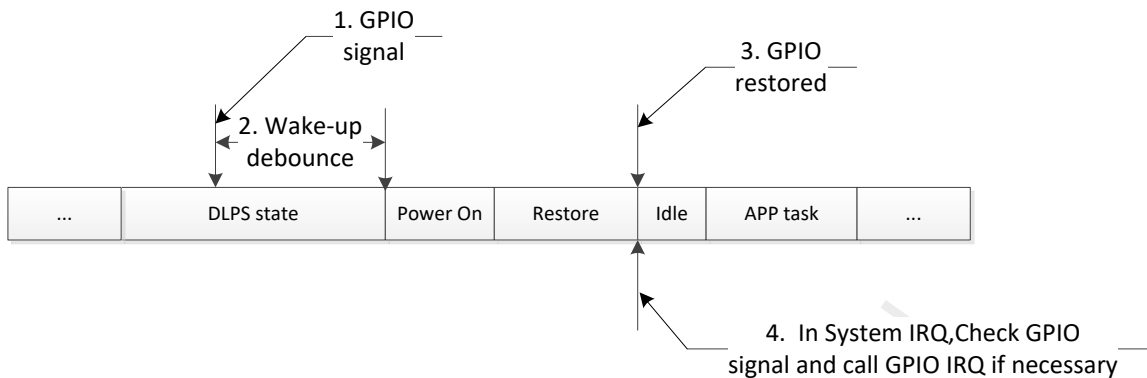 1. GPIO
signal
3. GPIO
restored
2. Wake-up
debounce
...
DLPS state
Power On
Restore
Idle
APP task
...
4.  In System IRQ,Check GPIO
signal and call GPIO IRQ if necessary